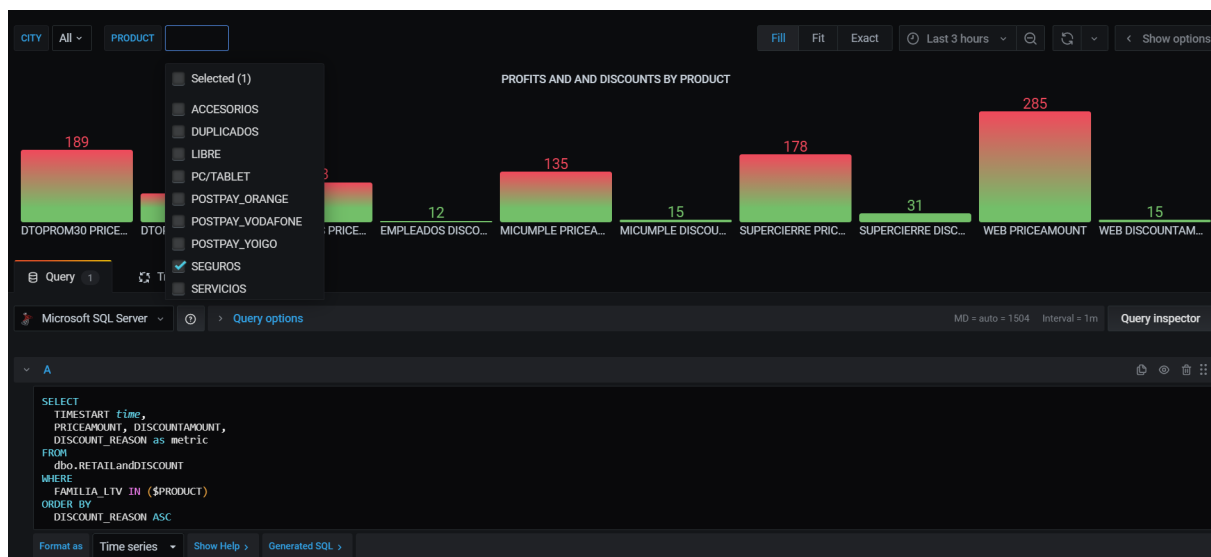 CITY All PRODUCT Fill Fit Exact Last 3 hours Show options
Selected (1)
PROFITS AND AND DISCOUNTS BY PRODUCT
ACCESORIOS
DUPLICADOS
LIBRE
PC/TABLET
POSTPAY_ORANGE
POSTPAY_VODAFONE
POSTPAY_YOIGO
SEGUROS
SERVICIOS
189 3 12 135 15 178 31 285 15
DTOPROM30 PRICE... DTO PRICE... EMPLEADOS DISCO... MICUMPLE PRICEA... MICUMPLE DISCOU... SUPERCIERRE PRIC... SUPERCIERRE DISC... WEB PRICEAMOUNT WEB DISCOUNTAM...
Query 1 T
Microsoft SQL Server > Query options MD = auto = 1504 Interval = 1m Query inspector
A
SELECT
TIMESTART time,
PRICEAMOUNT, DISCOUNTAMOUNT,
DISCOUNT_REASON as metric
FROM
dbo.RETAILandDISCOUNT
WHERE
FAMILIA_LTV IN ($PRODUCT)
ORDER BY
DISCOUNT_REASON ASC
Format as Time series Show Help > Generated SQL >